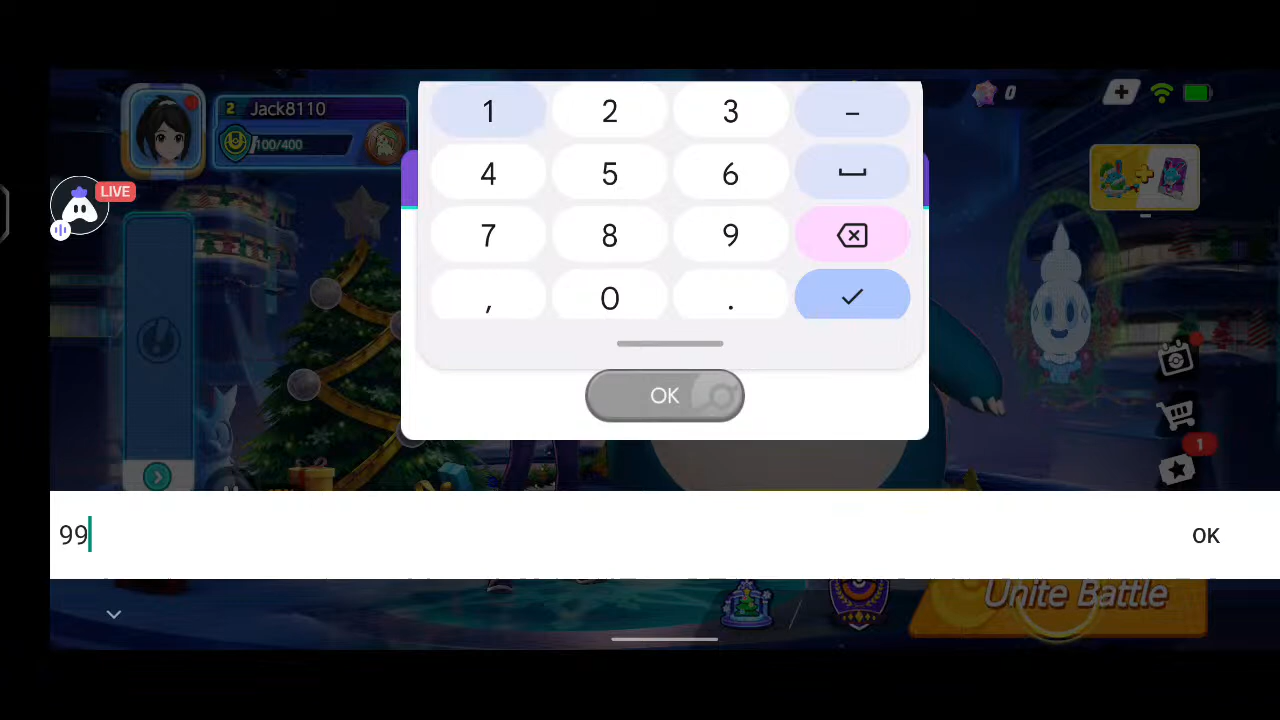 2 Jack8110
100/400
LIVE
0
+
1 2 3 –
4 5 6
7 8 9
, 0 .
OK
1
99
OK
Unite Battle